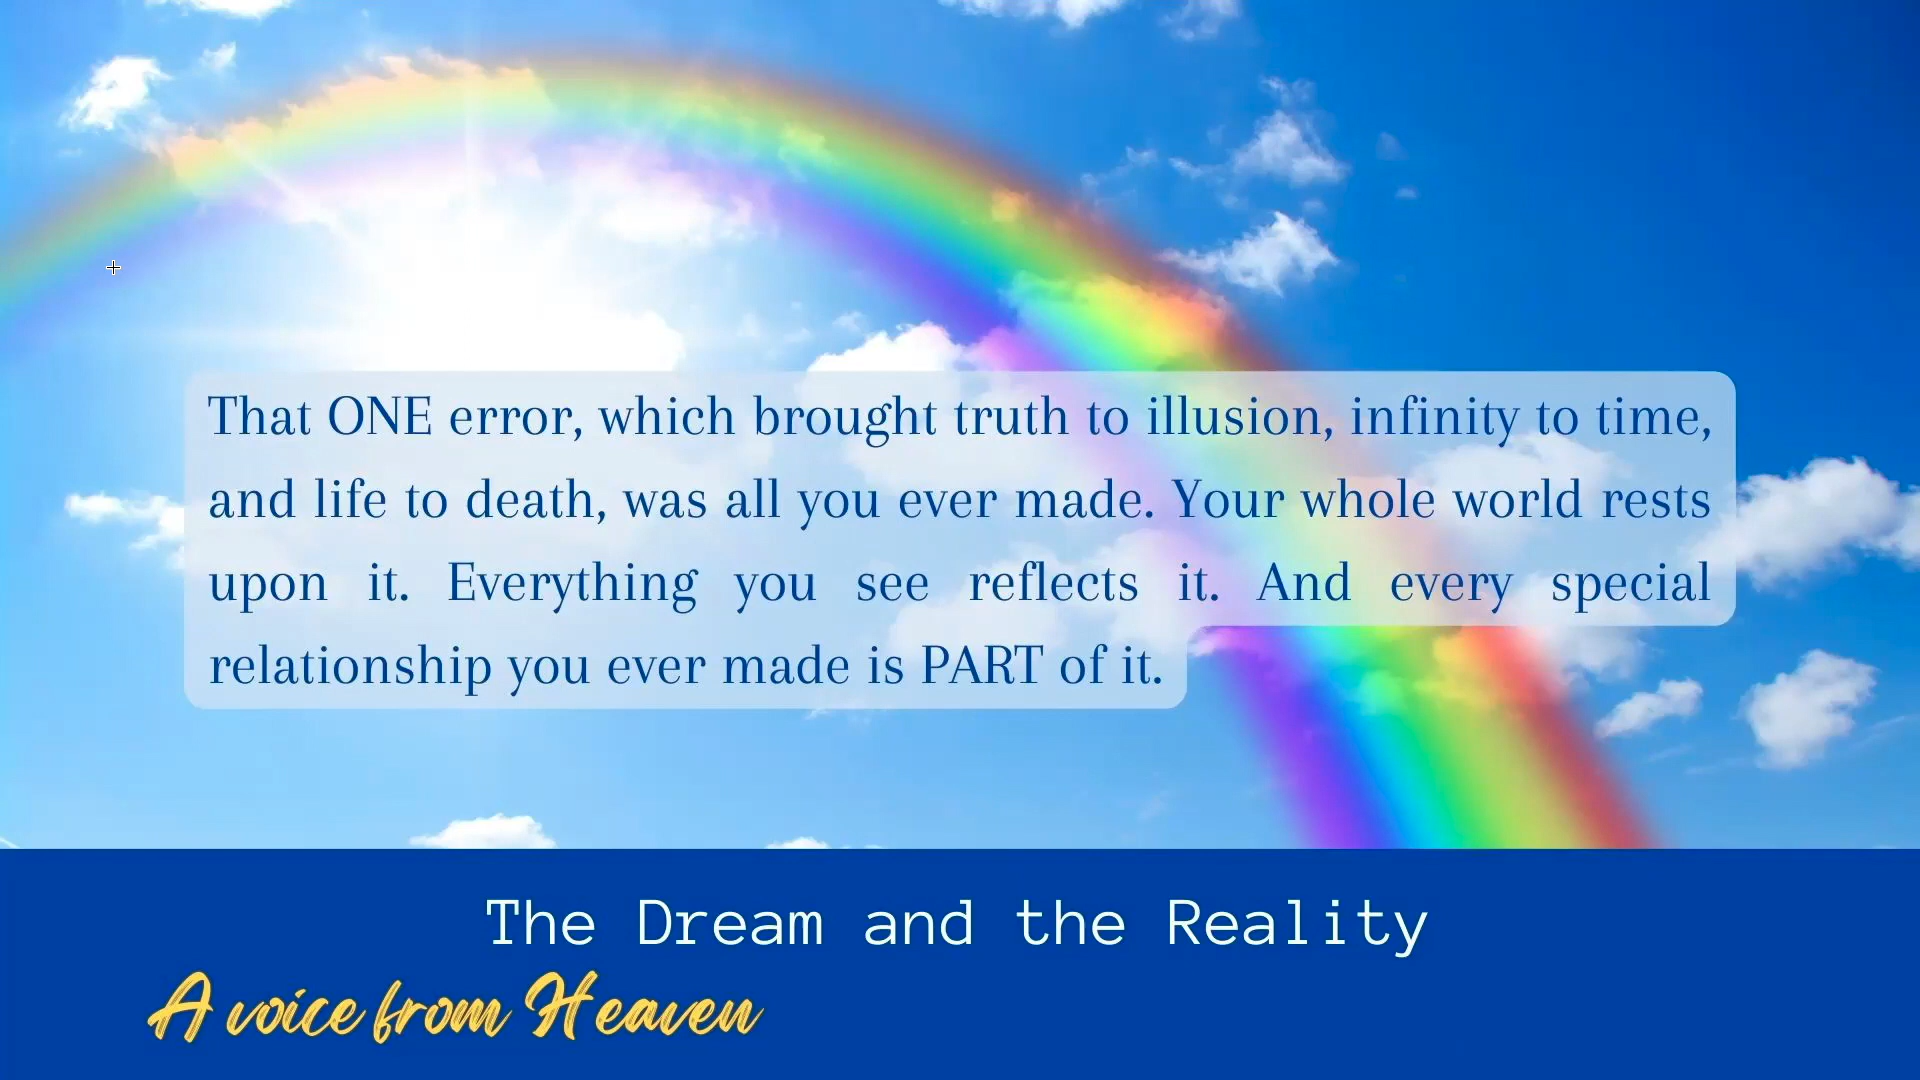 That ONE error, which brought truth to illusion, infinity to time,
and life to death, was all you ever made. Your whole world rests
upon it. Everything you see reflects it. And every special
relationship you ever made is PART of it.
The Dream and the Reality
A voice from Heaven